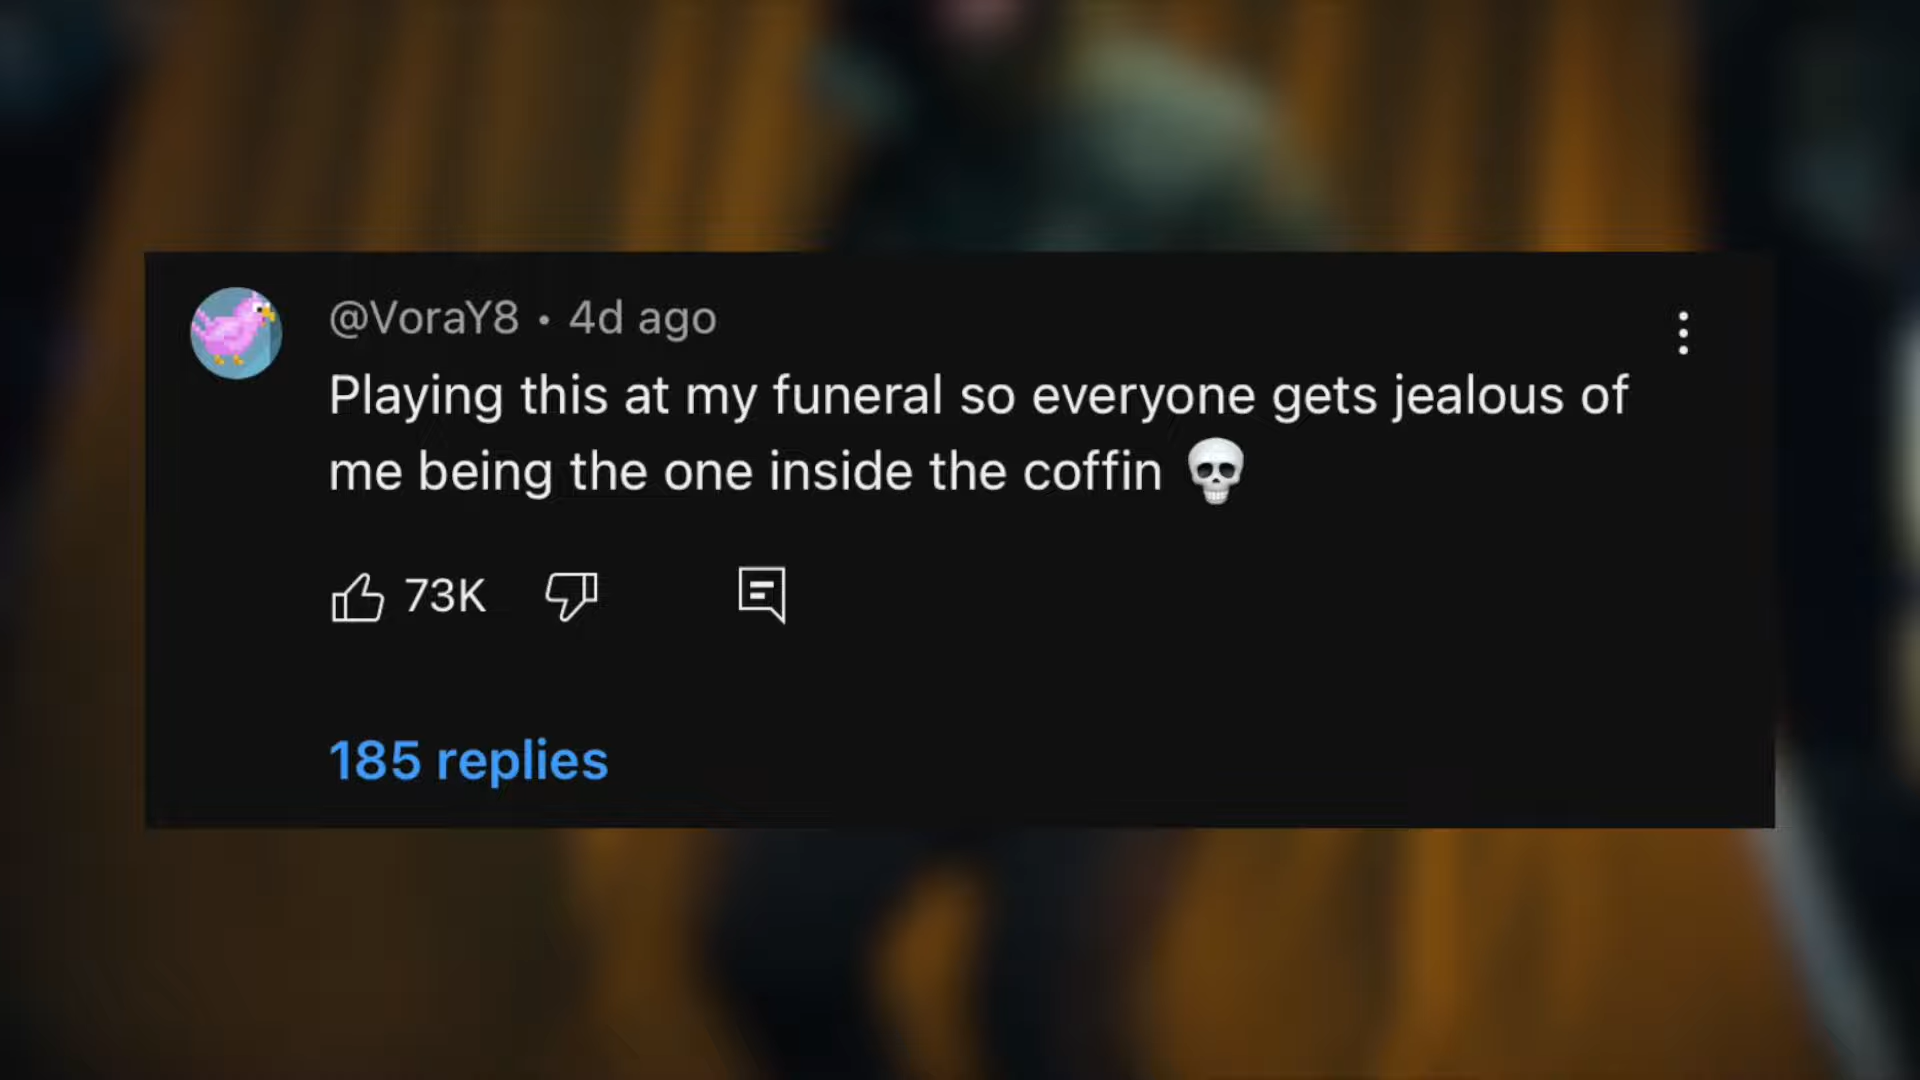 @VoraY8 • 4d ago
Playing this at my funeral so everyone gets jealous of
me being the one inside the coffin 💀
73K
185 replies